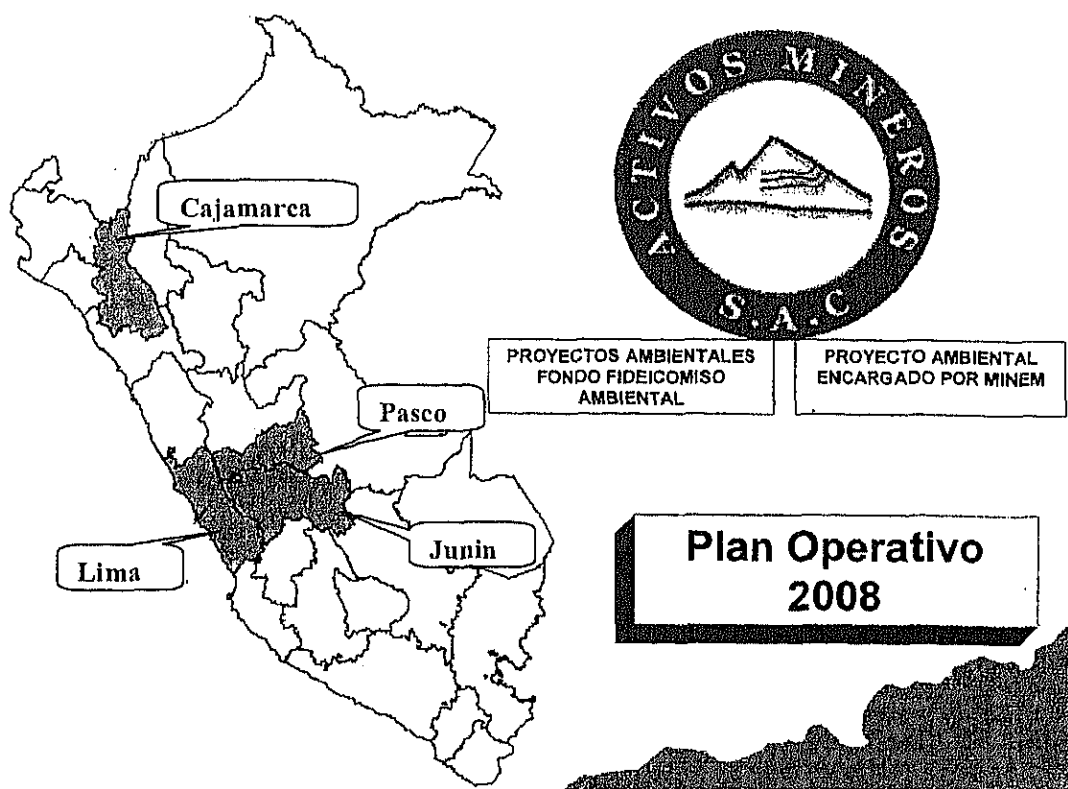 ACTIVOS MINEROS
S.A.C
Cajamarca
PROYECTOS AMBIENTALES
FONDO FIDEICOMISO
AMBIENTAL
PROYECTO AMBIENTAL
ENCARGADO POR MINEM
Pasco
Junin
Lima
Plan Operativo
2008